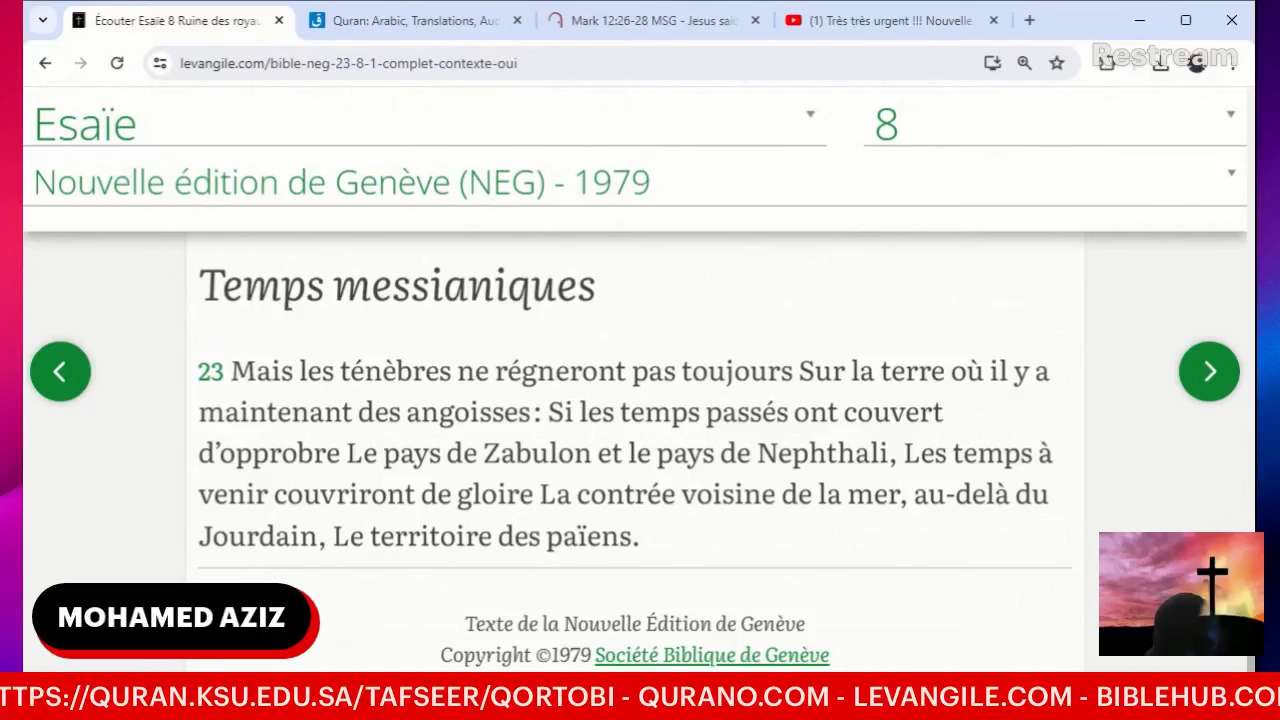 Écouter Esaïe 8 Ruine des royau
Quran: Arabic, Translations, Auc
Mark 12:26-28 MSG - Jesus said
(1) Très très urgent !!! Nouvelle
levangile.com/bible-neg-23-8-1-complet-contexte-oui
Restream
Esaïe
8
Nouvelle édition de Genève (NEG) - 1979
Temps messianiques
23 Mais les ténèbres ne régneront pas toujours Sur la terre où il y a
maintenant des angoisses : Si les temps passés ont couvert
d’opprobre Le pays de Zabulon et le pays de Nephthali, Les temps à
venir couvriront de gloire La contrée voisine de la mer, au-delà du
Jourdain, Le territoire des païens.
MOHAMED AZIZ
Texte de la Nouvelle Édition de Genève
Copyright ©1979 Société Biblique de Genève
TTPS://QURAN.KSU.EDU.SA/TAFSEER/QORTOBI - QURANO.COM - LEVANGILE.COM - BIBLEHUB.CO